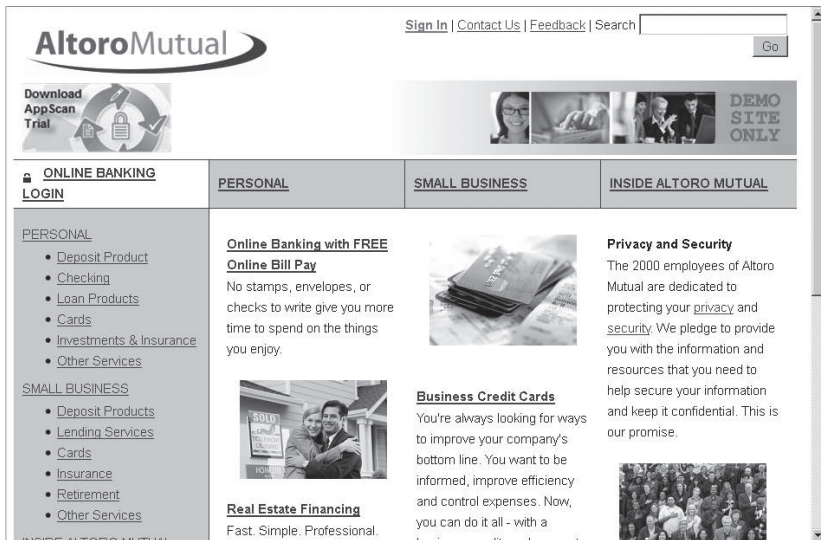 Sign In | Contact Us | Feedback | Search
Go
AltoroMutual
Download
AppScan
Trial
DEMO
SITE
ONLY
ONLINE BANKING
LOGIN
PERSONAL
SMALL BUSINESS
INSIDE ALTORO MUTUAL
PERSONAL
• Deposit Product
• Checking
• Loan Products
• Cards
• Investments & Insurance
• Other Services
SMALL BUSINESS
• Deposit Products
• Lending Services
• Cards
• Insurance
• Retirement
• Other Services
INSIDE ALTORO MUTUAL
Online Banking with FREE
Online Bill Pay
No stamps, envelopes, or
checks to write give you more
time to spend on the things
you enjoy.
SOLD
Real Estate Financing
Fast. Simple. Professional.
Business Credit Cards
You're always looking for ways
to improve your company's
bottom line. You want to be
informed, improve efficiency
and control expenses. Now,
you can do it all - with a
Privacy and Security
The 2000 employees of Altoro
Mutual are dedicated to
protecting your privacy and
security. We pledge to provide
you with the information and
resources that you need to
help secure your information
and keep it confidential. This is
our promise.